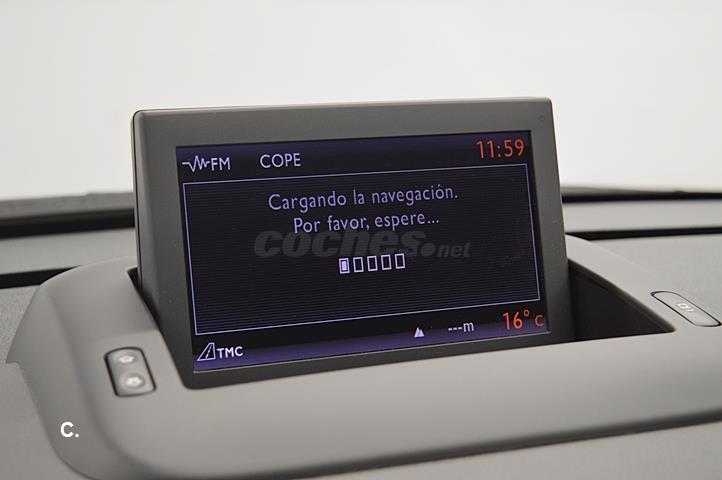 FM COPE 11:59
Cargando la navegación.
Por favor, espere...
coches.net
---m 16° C
TMC
C.